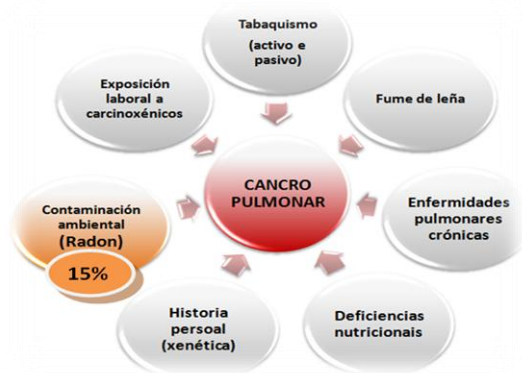 Tabaquismo
(activo e
pasivo)
Exposición
laboral a
carcinoxénicos
Fume de leña
CANCRO
PULMONAR
Contaminación
ambiental
(Radon)
15%
Enfermidades
pulmonares
crónicas
Historia
persoal
(xenética)
Deficiencias
nutricionais